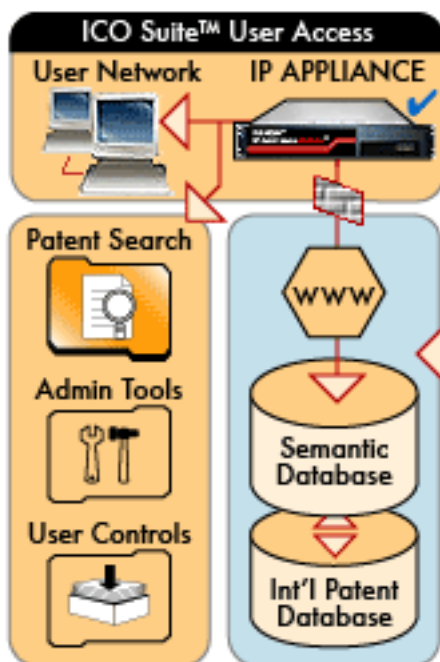 ICO Suite™ User Access
User Network
IP APPLIANCE
Patent Search
Admin Tools
User Controls
WWW
Semantic
Database
Int'l Patent
Database